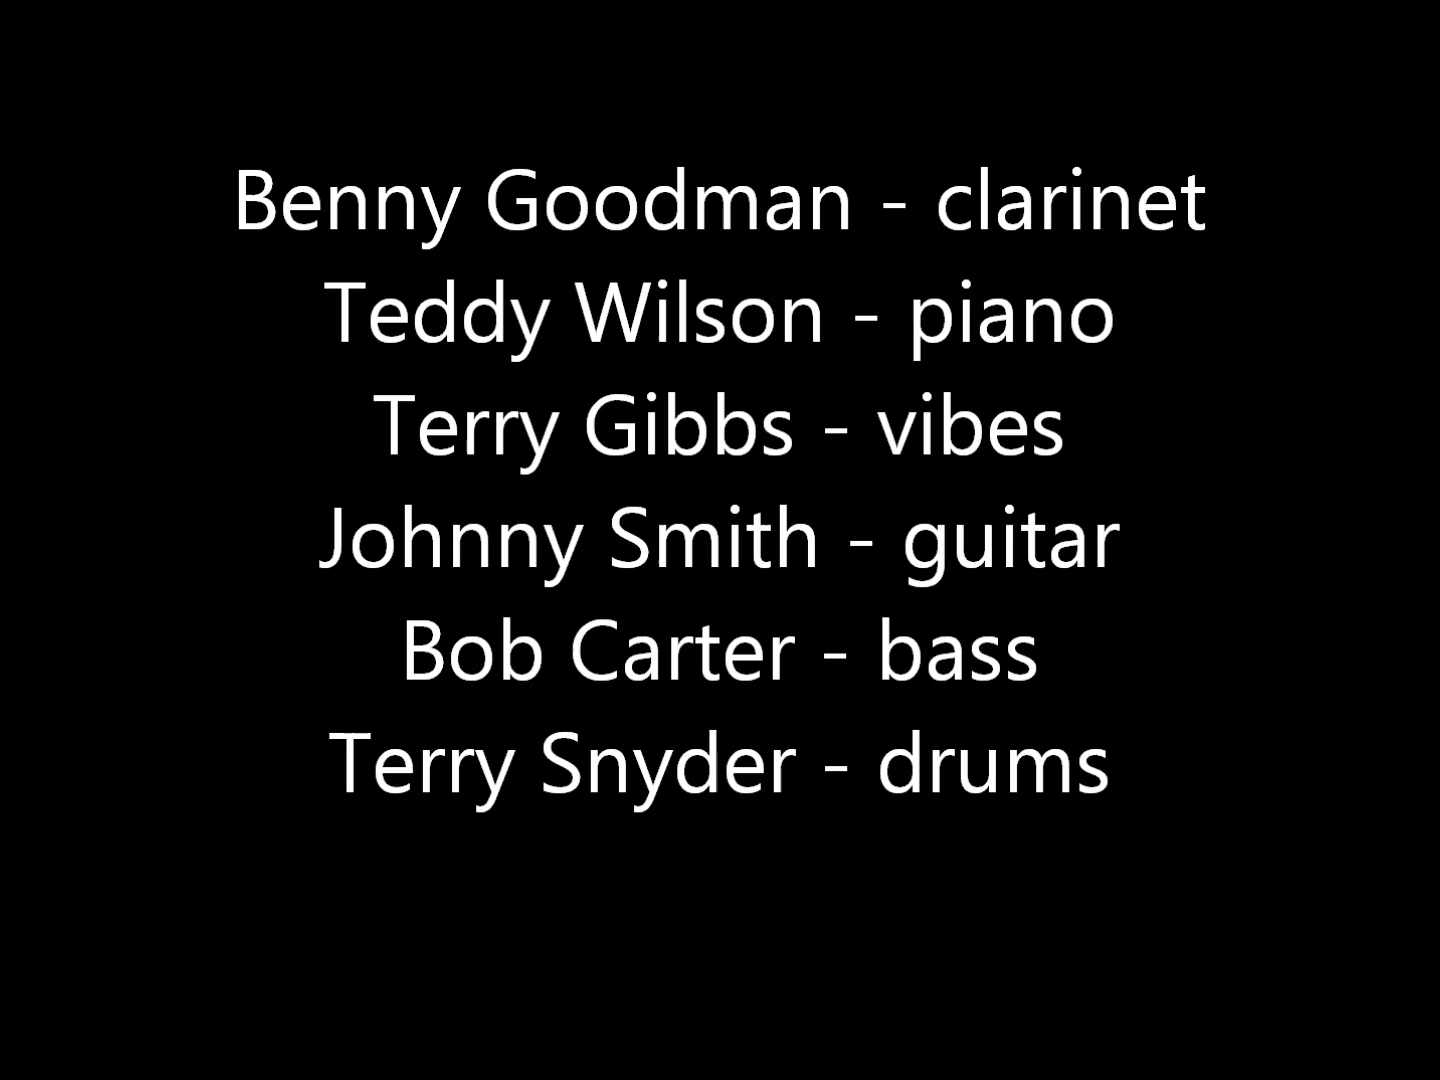 Benny Goodman - clarinet
Teddy Wilson - piano
Terry Gibbs - vibes
Johnny Smith - guitar
Bob Carter - bass
Terry Snyder - drums